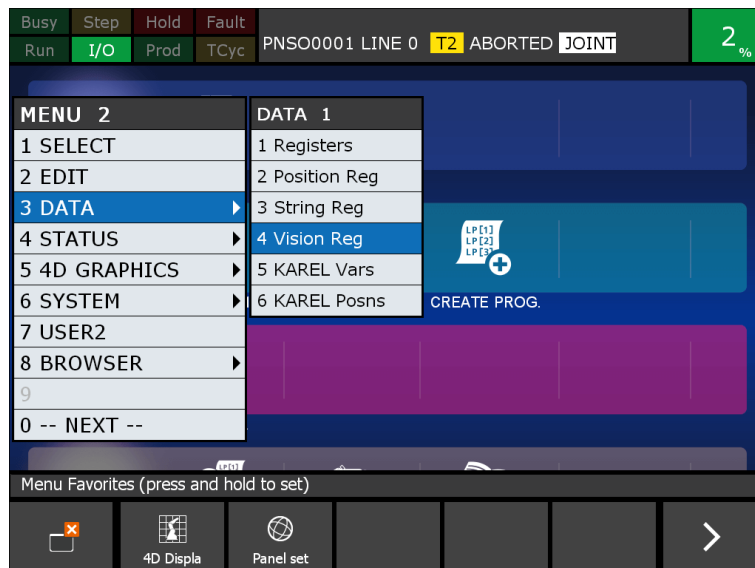 Busy Step Hold Fault
Run I/O Prod TCyc
PNSO0001 LINE 0 T2 ABORTED JOINT
2%
MENU 2
1 SELECT
2 EDIT
3 DATA
4 STATUS
5 4D GRAPHICS
6 SYSTEM
7 USER2
8 BROWSER
9
0 -- NEXT --
DATA 1
1 Registers
2 Position Reg
3 String Reg
4 Vision Reg
5 KAREL Vars
6 KAREL Posns
LP[1]
LP[2]
LP[3]
CREATE PROG.
LP[1]
Menu Favorites (press and hold to set)
4D Displa
Panel set